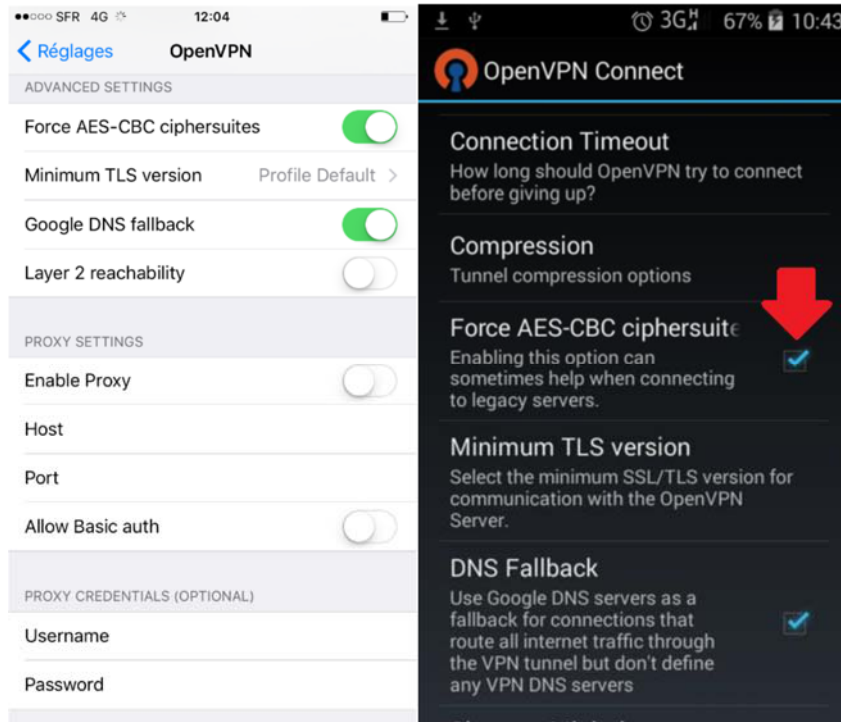 SFR 4G 12:04
Réglages OpenVPN
ADVANCED SETTINGS
Force AES-CBC ciphersuites
Minimum TLS version Profile Default >
Google DNS fallback
Layer 2 reachability
PROXY SETTINGS
Enable Proxy
Host
Port
Allow Basic auth
PROXY CREDENTIALS (OPTIONAL)
Username
Password
3G H 67% 10:43
OpenVPN Connect
Connection Timeout
How long should OpenVPN try to connect
before giving up?
Compression
Tunnel compression options
Force AES-CBC ciphersuite
Enabling this option can
sometimes help when connecting
to legacy servers.
Minimum TLS version
Select the minimum SSL/TLS version for
communication with the OpenVPN
Server.
DNS Fallback
Use Google DNS servers as a
fallback for connections that
route all internet traffic through
the VPN tunnel but don't define
any VPN DNS servers